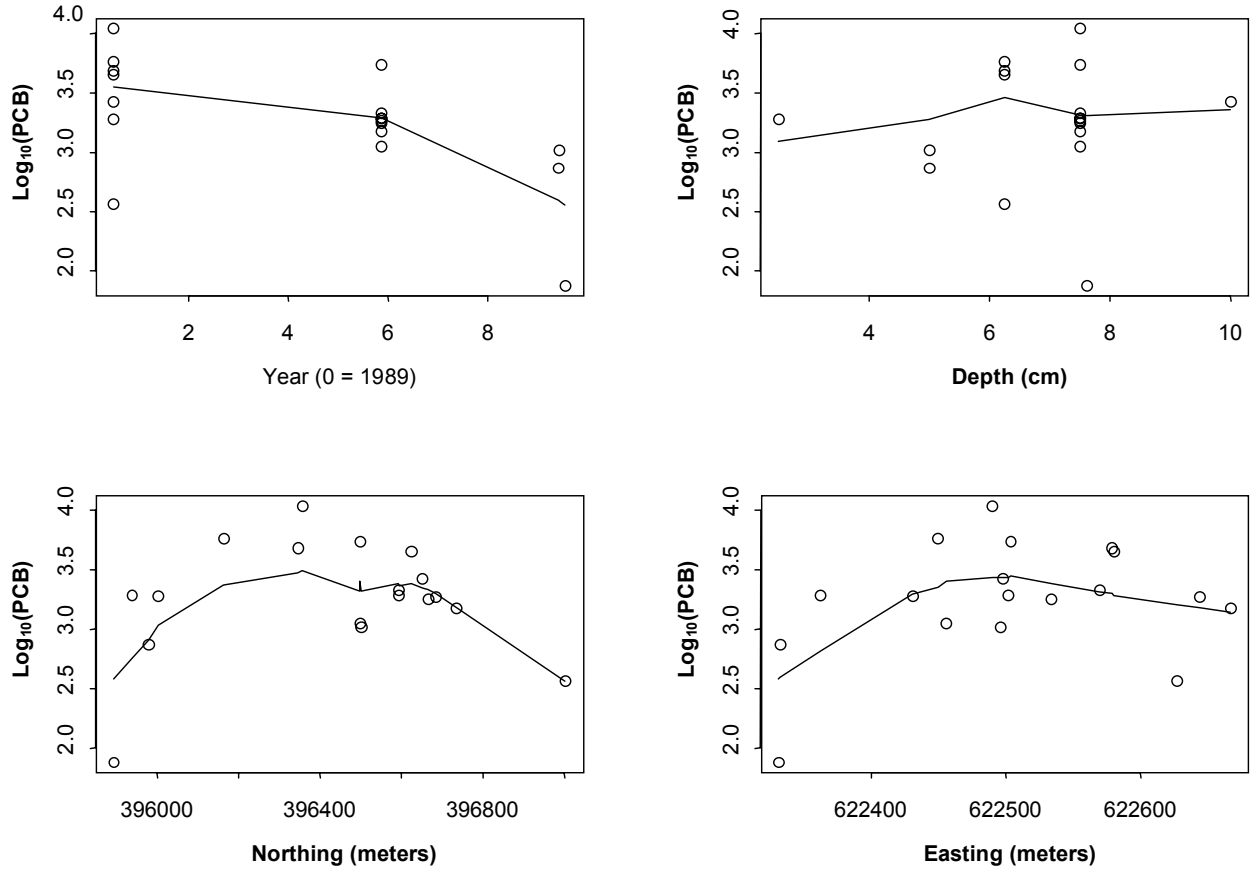 4.0
3.5
3.0
2.5
2.0
Log₁₀(PCB)
2 4 6 8
Year (0 = 1989)
4.0
3.5
3.0
2.5
2.0
Log₁₀(PCB)
4 6 8 10
Depth (cm)
4.0
3.5
3.0
2.5
2.0
Log₁₀(PCB)
396000 396400 396800
Northing (meters)
4.0
3.5
3.0
2.5
2.0
Log₁₀(PCB)
622400 622500 622600
Easting (meters)